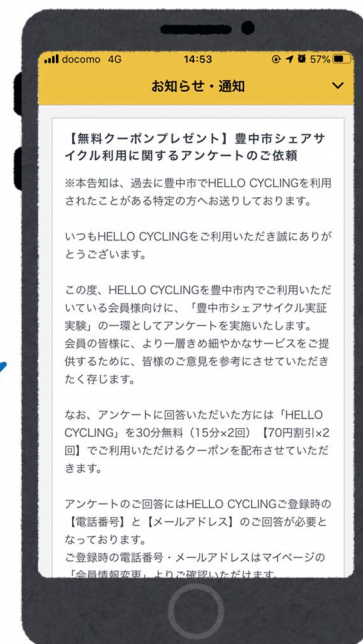 docomo 4G 14:53 57%
お知らせ・通知
【無料クーポンプレゼント】豊中市シェアサ
イクル利用に関するアンケートのご依頼
※本告知は、過去に豊中市でHELLO CYCLINGを利用
されたことがある特定の方へお送りしております。
いつもHELLO CYCLINGをご利用いただき誠にありが
とうございます。
この度、HELLO CYCLINGを豊中市内でご利用いただ
いている会員様向けに、「豊中市シェアサイクル実証
実験」の一環としてアンケートを実施いたします。
会員の皆様に、より一層きめ細やかなサービスをご提
供するために、皆様のご意見を参考にさせていただき
たく存じます。
なお、アンケートに回答いただいた方には「HELLO
CYCLING」を30分無料（15分×2回）【70円割引×2
回】でご利用いただけるクーポンを配布させていただ
きます。
アンケートのご回答にはHELLO CYCLINGご登録時の
【電話番号】と【メールアドレス】のご回答が必要と
なっております。
ご登録時の電話番号・メールアドレスはマイページの
「会員情報変更」よりご確認いただけます。